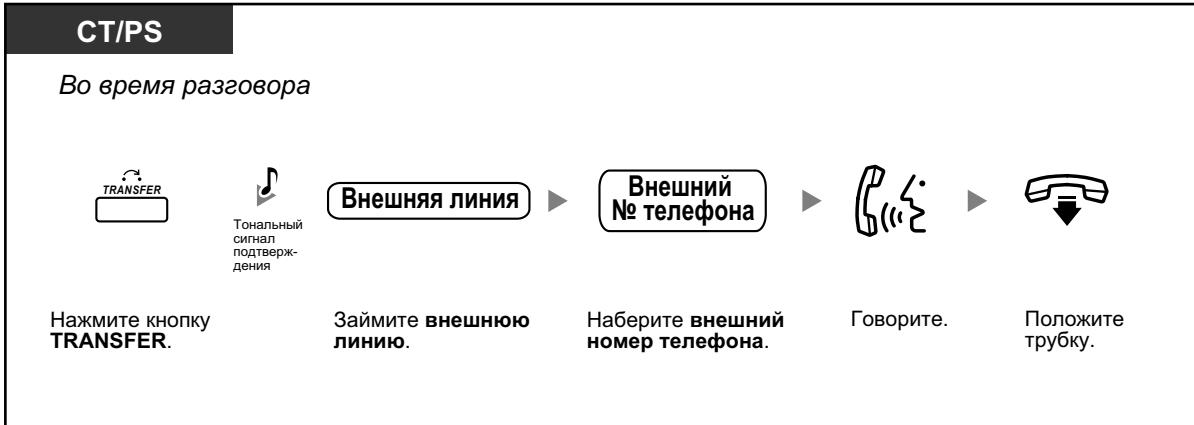 CT/PS
Во время разговора
TRANSFER
Тональный
сигнал
подтверж-
дения
Внешняя линия
Внешний
№ телефона
Нажмите кнопку
TRANSFER.
Займите внешнюю
линию.
Наберите внешний
номер телефона.
Говорите.
Положите
трубку.